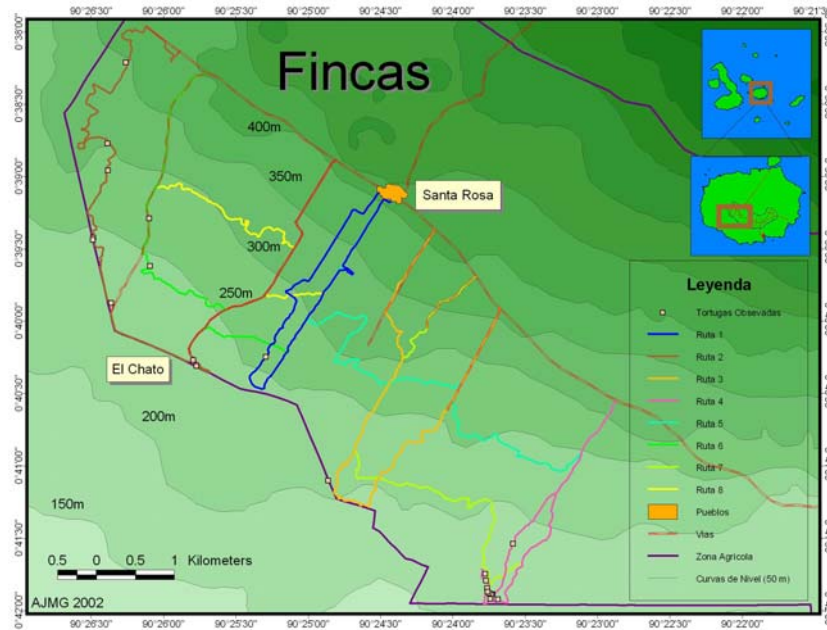 90°26'30" 90°26'00" 90°25'30" 90°25'00" 90°24'30" 90°24'00" 90°23'30" 90°23'00" 90°22'30" 90°22'00" 90°21'3
0°38'00"
0°38'30"
0°39'00"
0°39'30"
0°40'00"
0°40'30"
0°41'00"
0°41'30"
0°42'00"
Fincas
400m
350m
Santa Rosa
300m
250m
El Chato
200m
150m
Leyenda
Tortugas Obsevadas
Ruta 1
Ruta 2
Ruta 3
Ruta 4
Ruta 5
Ruta 6
Ruta 7
Ruta 8
Pueblos
Vias
Zona Agricola
Curvas de Nivel (50 m)
0.5 0 0.5 1 Kilometers
AJMG 2002
90°26'30" 90°26'00" 90°25'30" 90°25'00" 90°24'30" 90°24'00" 90°23'30" 90°23'00" 90°22'30" 90°22'00" 90°21'3